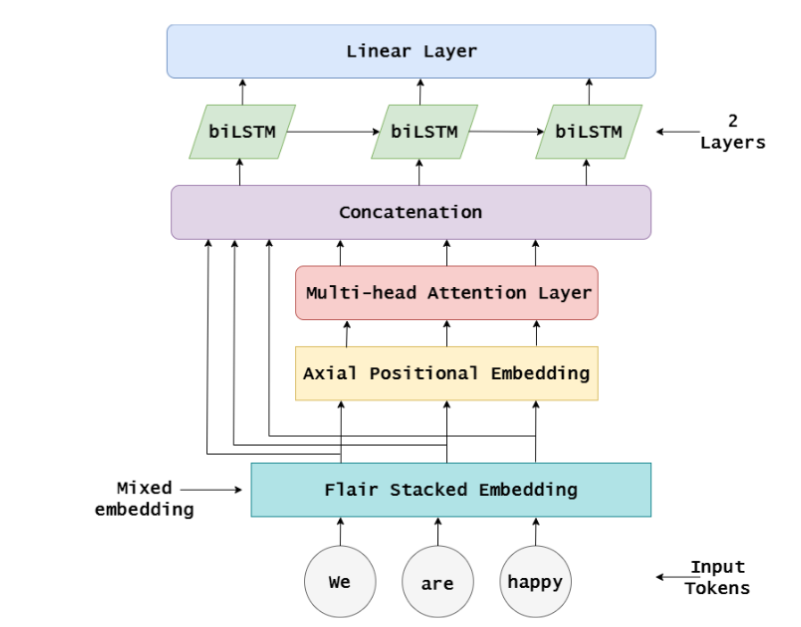 Linear Layer
biLSTM
biLSTM
biLSTM
2
Layers
Concatenation
Multi-head Attention Layer
Axial Positional Embedding
Mixed
embedding
Flair Stacked Embedding
We
are
happy
Input
Tokens